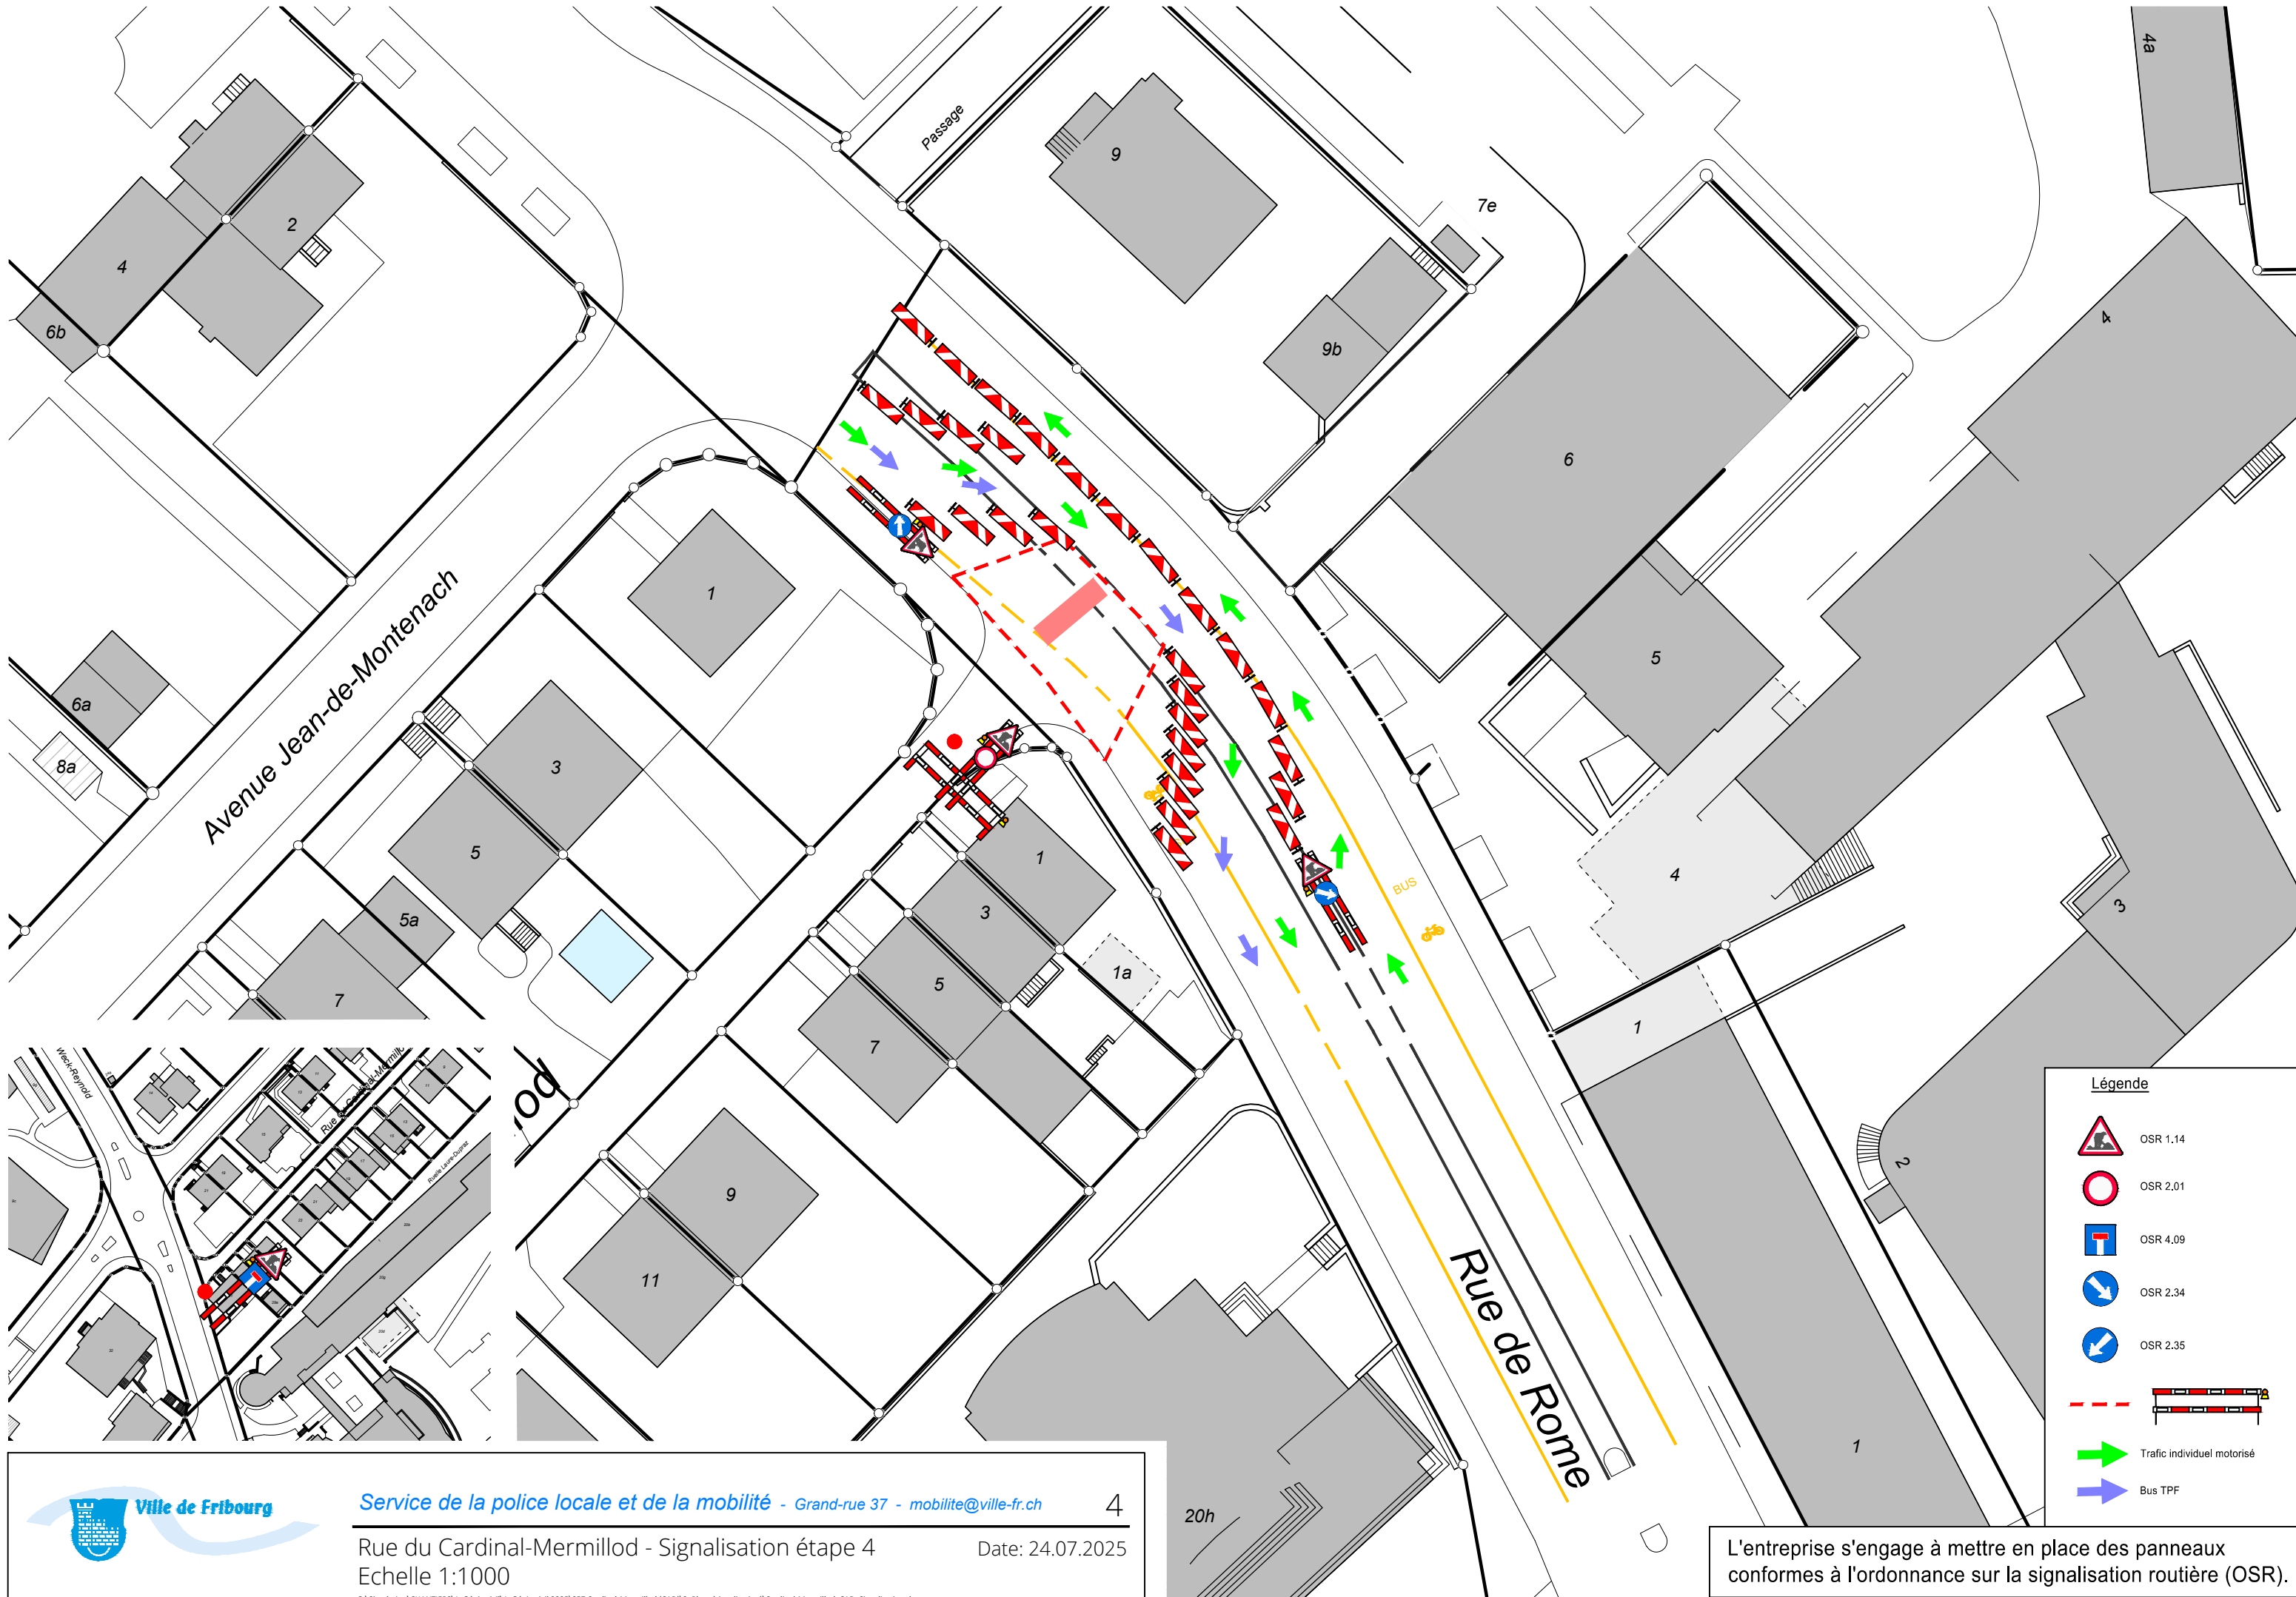 4a
Passage
9
7e
2
4
4
6b
9b
6
1
5
Avenue Jean-de-Montenach
6a
8a
3
5
5a
7
1
3
5
7
1a
4
3
BUS
1
2
9
11
1
20h
Rue de Rome
Weck-Reynold
Ruelle Laure-Dupraz
Légende
OSR 1.14
OSR 2.01
OSR 4.09
OSR 2.34
OSR 2.35
Trafic individuel motorisé
Bus TPF
L'entreprise s'engage à mettre en place des panneaux
conformes à l'ordonnance sur la signalisation routière (OSR).
Ville de Fribourg
Service de la police locale et de la mobilité - Grand-rue 37 - mobilite@ville-fr.ch
4
Rue du Cardinal-Mermillod - Signalisation étape 4
Date: 24.07.2025
Echelle 1:1000